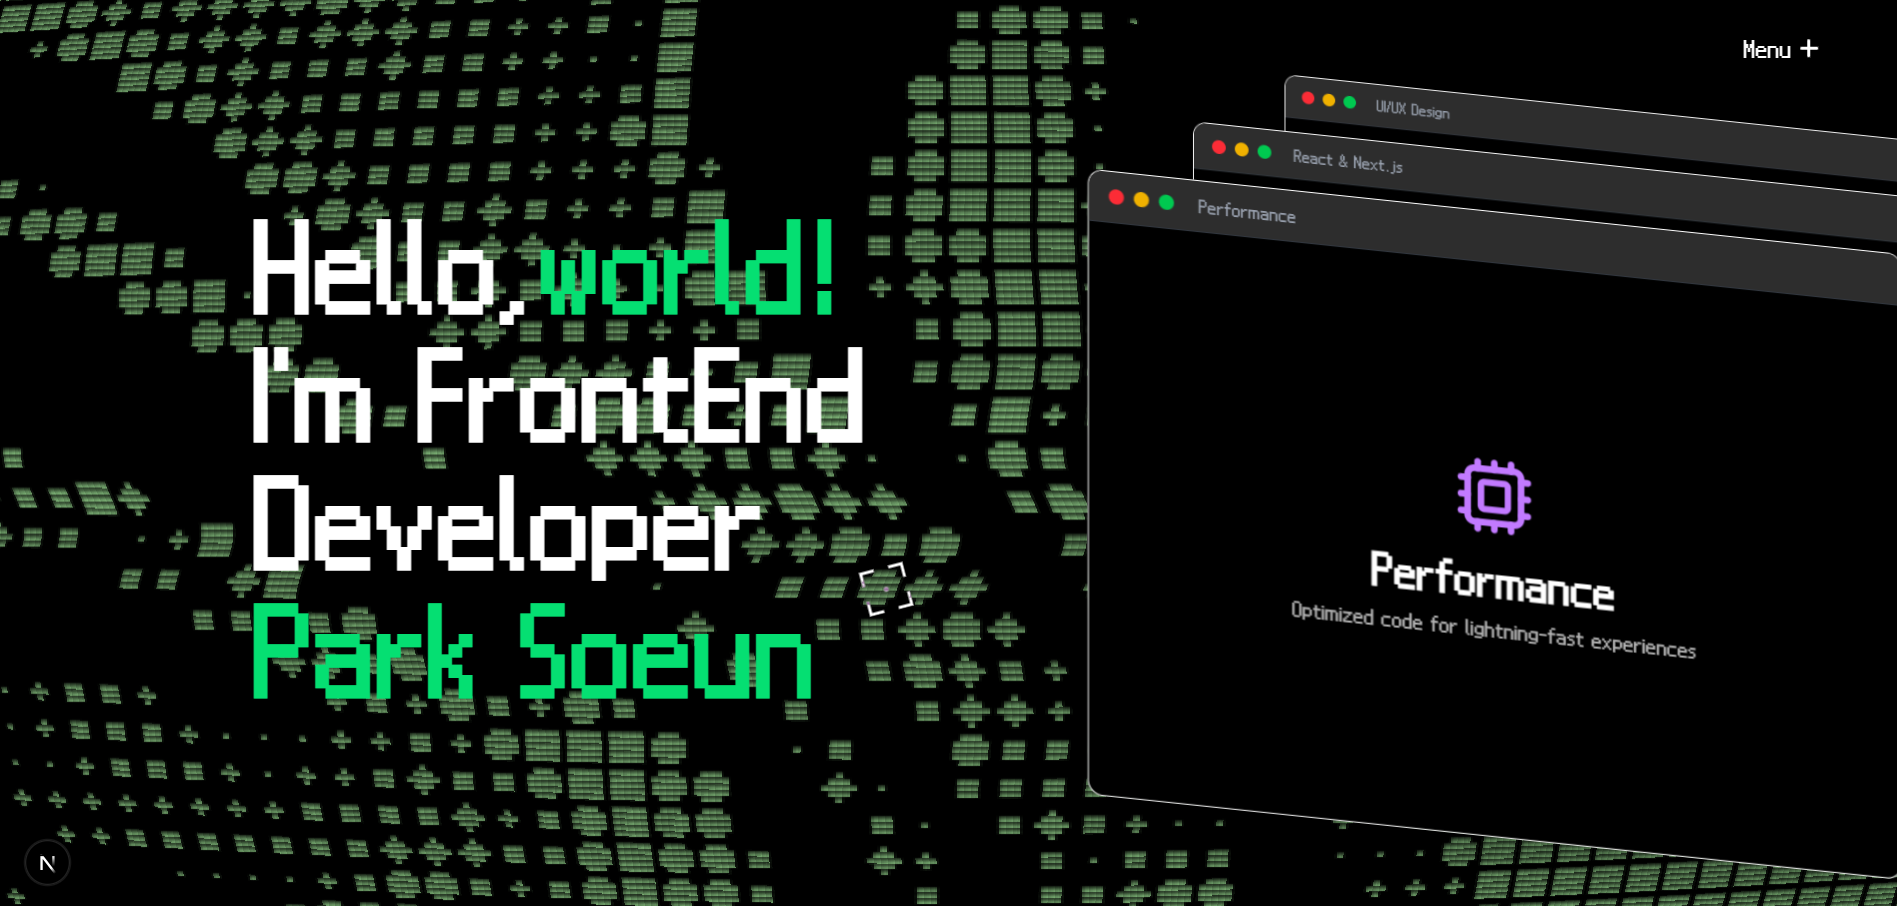 Menu +
UI/UX Design
React & Next.js
Performance
Hello, world!
I'm FrontEnd
Developer
Park Soeun
Performance
Optimized code for lightning-fast experiences
N